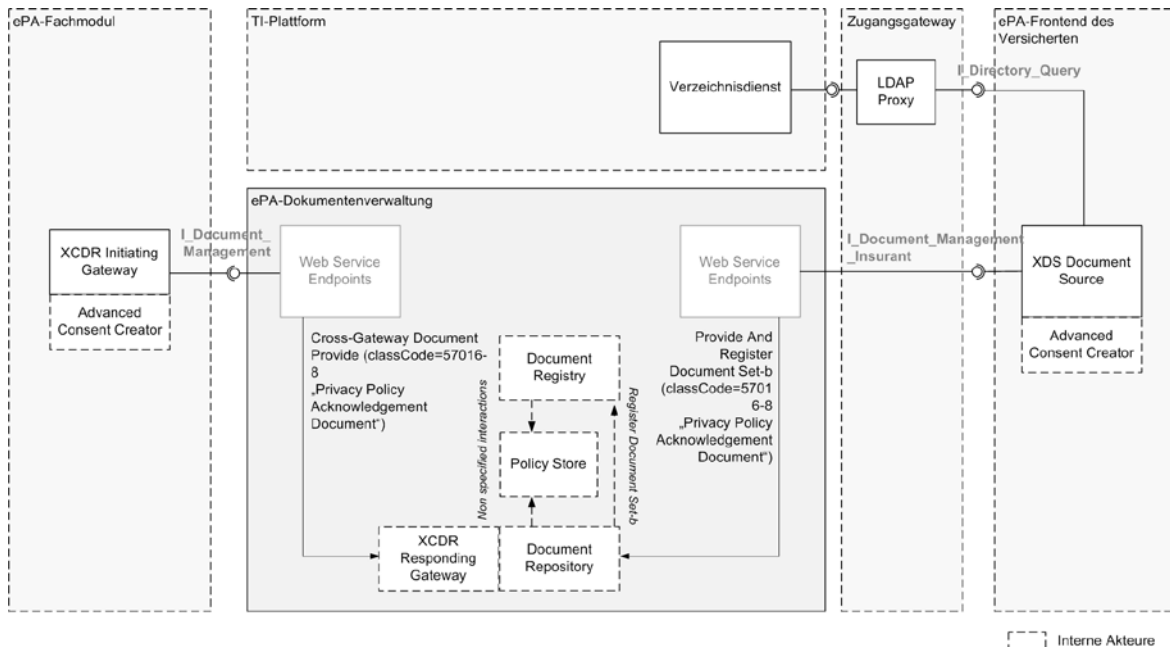 ePA-Fachmodul
TI-Plattform
Zugangsgateway
ePA-Frontend des
Versicherten
Verzeichnisdienst
LDAP
Proxy
I_Directory_Query
ePA-Dokumentenverwaltung
XCDR Initiating
Gateway
Advanced
Consent Creator
I_Document_
Management
Web Service
Endpoints
Web Service
Endpoints
I_Document_Management
_Insurant
XDS Document
Source
Advanced
Consent Creator
Cross-Gateway Document
Provide (classCode=57016-
8
„Privacy Policy
Acknowledgement
Document“)
Document
Registry
Policy Store
Non specified interactions
Register Document Set-b
Provide And
Register
Document Set-b
(classCode=5701
6-8
„Privacy Policy
Acknowledgement
Document“)
XCDR
Responding
Gateway
Document
Repository
Interne Akteure